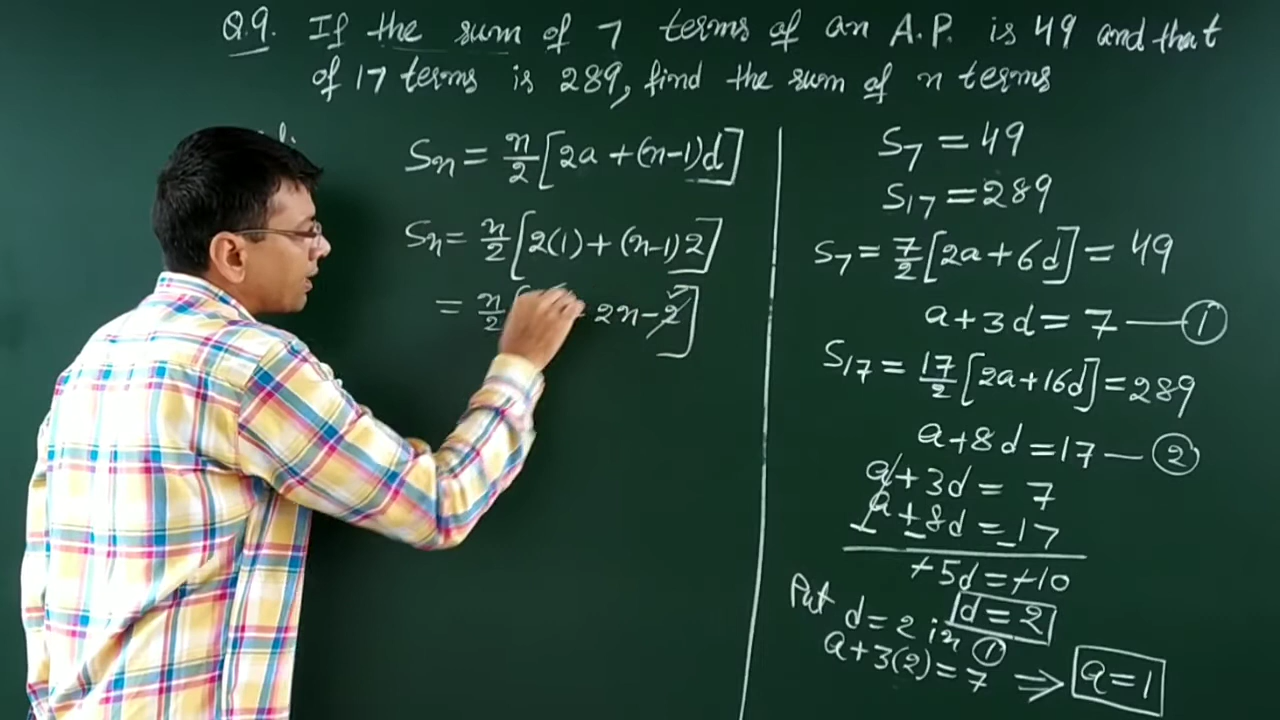 Q.9. If the sum of 7 terms of an A.P. is 49 and that
of 17 terms is 289, find the sum of n terms
Sn = n/2 [2a + (n-1)d]
Sn = n/2 [2(1) + (n-1)2]
= n/2 [ 2n - 2]
S7 = 49
S17 = 289
S7 = 7/2 [2a + 6d] = 49
a + 3d = 7 — ①
S17 = 17/2 [2a + 16d] = 289
a + 8d = 17 — ②
a + 3d = 7
a + 8d = 17
- - -
+5d = +10
d = 2
Put d = 2 in ①
a + 3(2) = 7 ⇒ a = 1